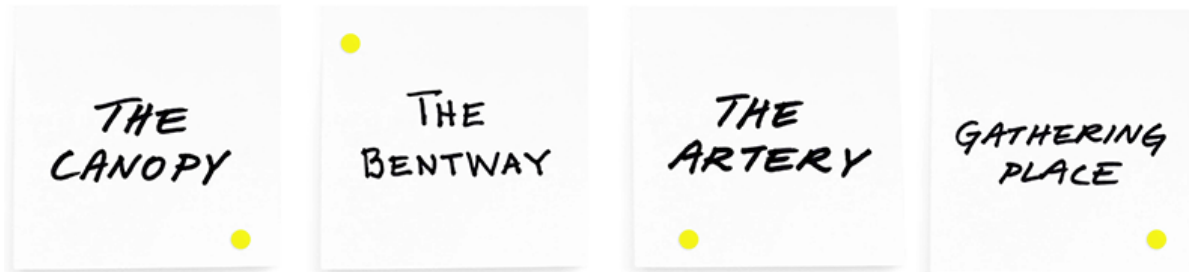 THE
CANOPY
THE
BENTWAY
THE
ARTERY
GATHERING
PLACE